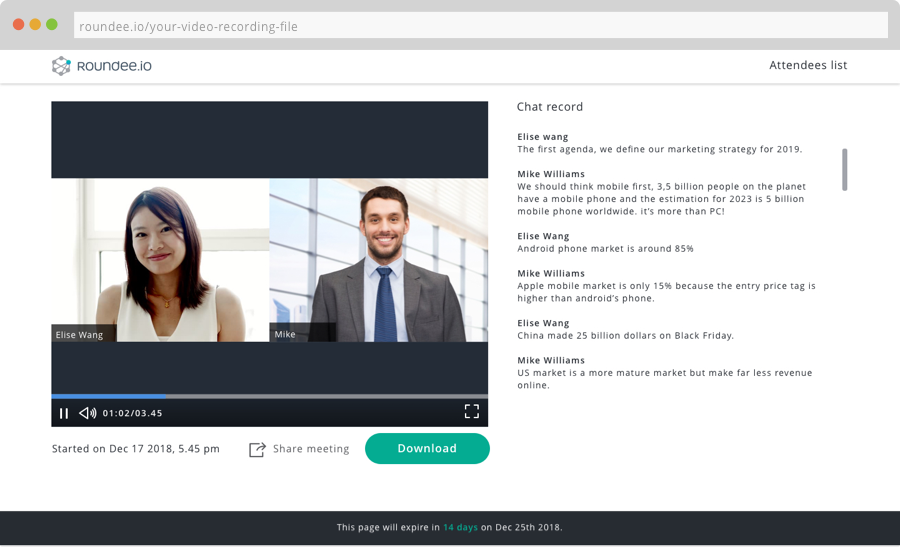 roundee.io/your-video-recording-file
Roundee.io
Attendees list
Elise Wang
Mike
01:02/03.45
Started on Dec 17 2018, 5.45 pm
Share meeting
Download
Chat record
Elise wang
The first agenda, we define our marketing strategy for 2019.
Mike Williams
We should think mobile first, 3,5 billion people on the planet
have a mobile phone and the estimation for 2023 is 5 billion
mobile phone worldwide. it's more than PC!
Elise Wang
Android phone market is around 85%
Mike Williams
Apple mobile market is only 15% because the entry price tag is
higher than android's phone.
Elise Wang
China made 25 billion dollars on Black Friday.
Mike Williams
US market is a more mature market but make far less revenue
online.
This page will expire in 14 days on Dec 25th 2018.